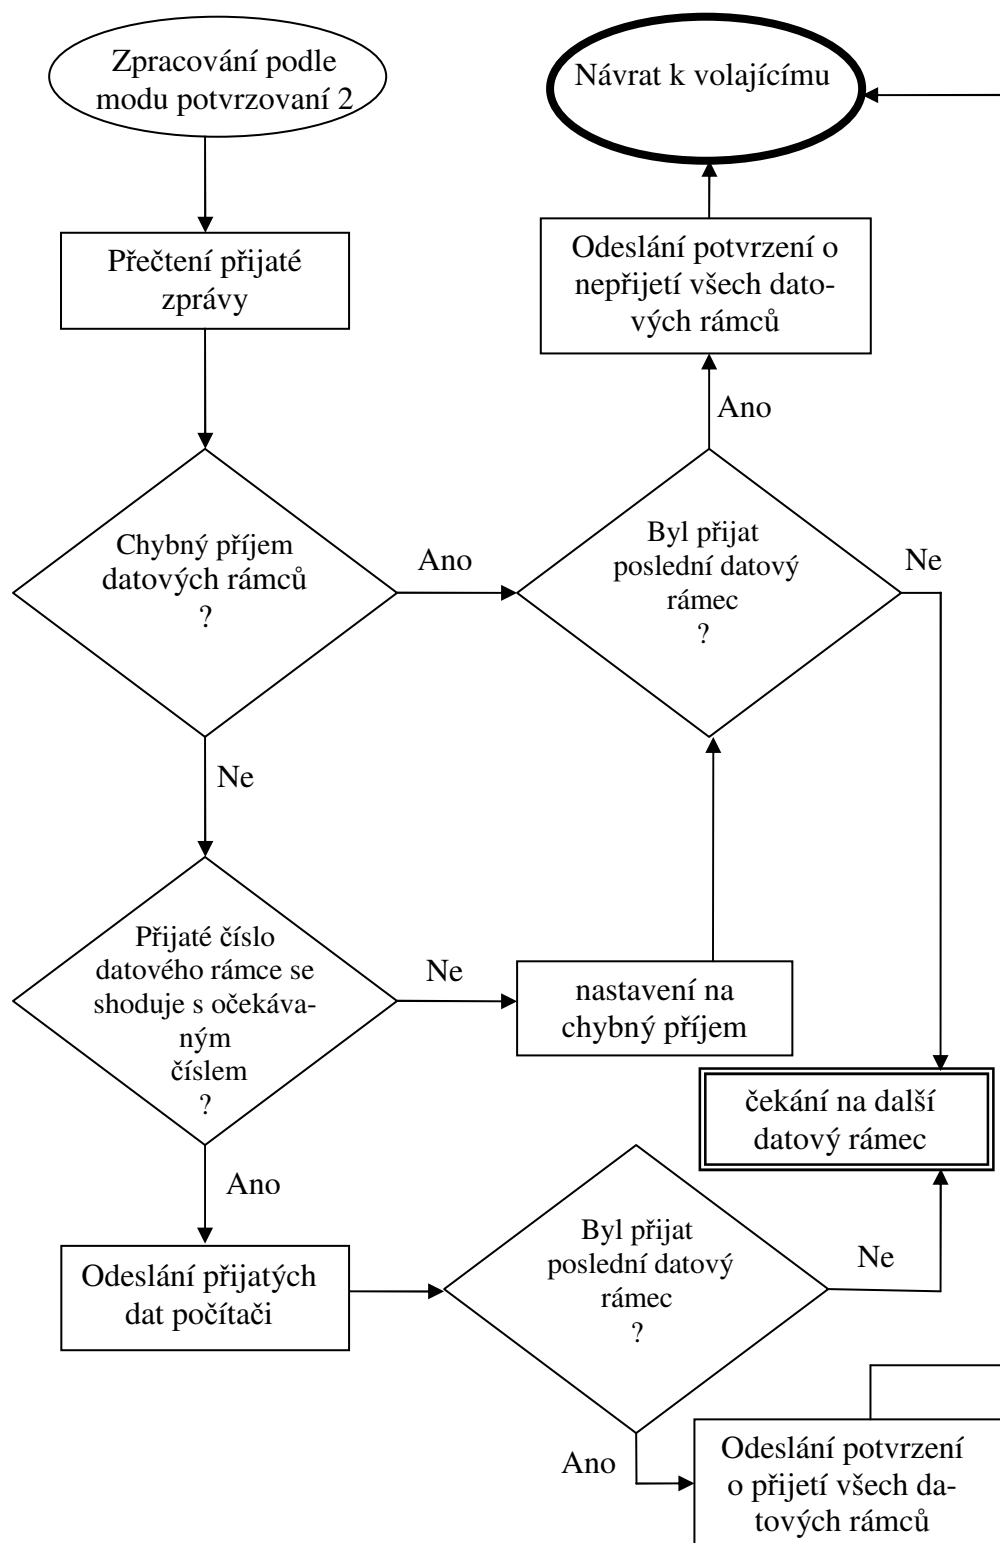 Zpracování podle
modu potvrzovaní 2
Návrat k volajícímu
Přečtení přijaté
zprávy
Odeslání potvrzení o
nepřijetí všech dato-
vých rámců
Ano
Chybný příjem
datových rámců
?
Ano
Byl přijat
poslední datový
rámec
?
Ne
Ne
Přijaté číslo
datového rámce se
shoduje s očekáva-
ným
číslem
?
Ne
nastavení na
chybný příjem
čekání na další
datový rámec
Ano
Odeslání přijatých
dat počítači
Byl přijat
poslední datový
rámec
?
Ne
Ano
Odeslání potvrzení
o přijetí všech da-
tových rámců